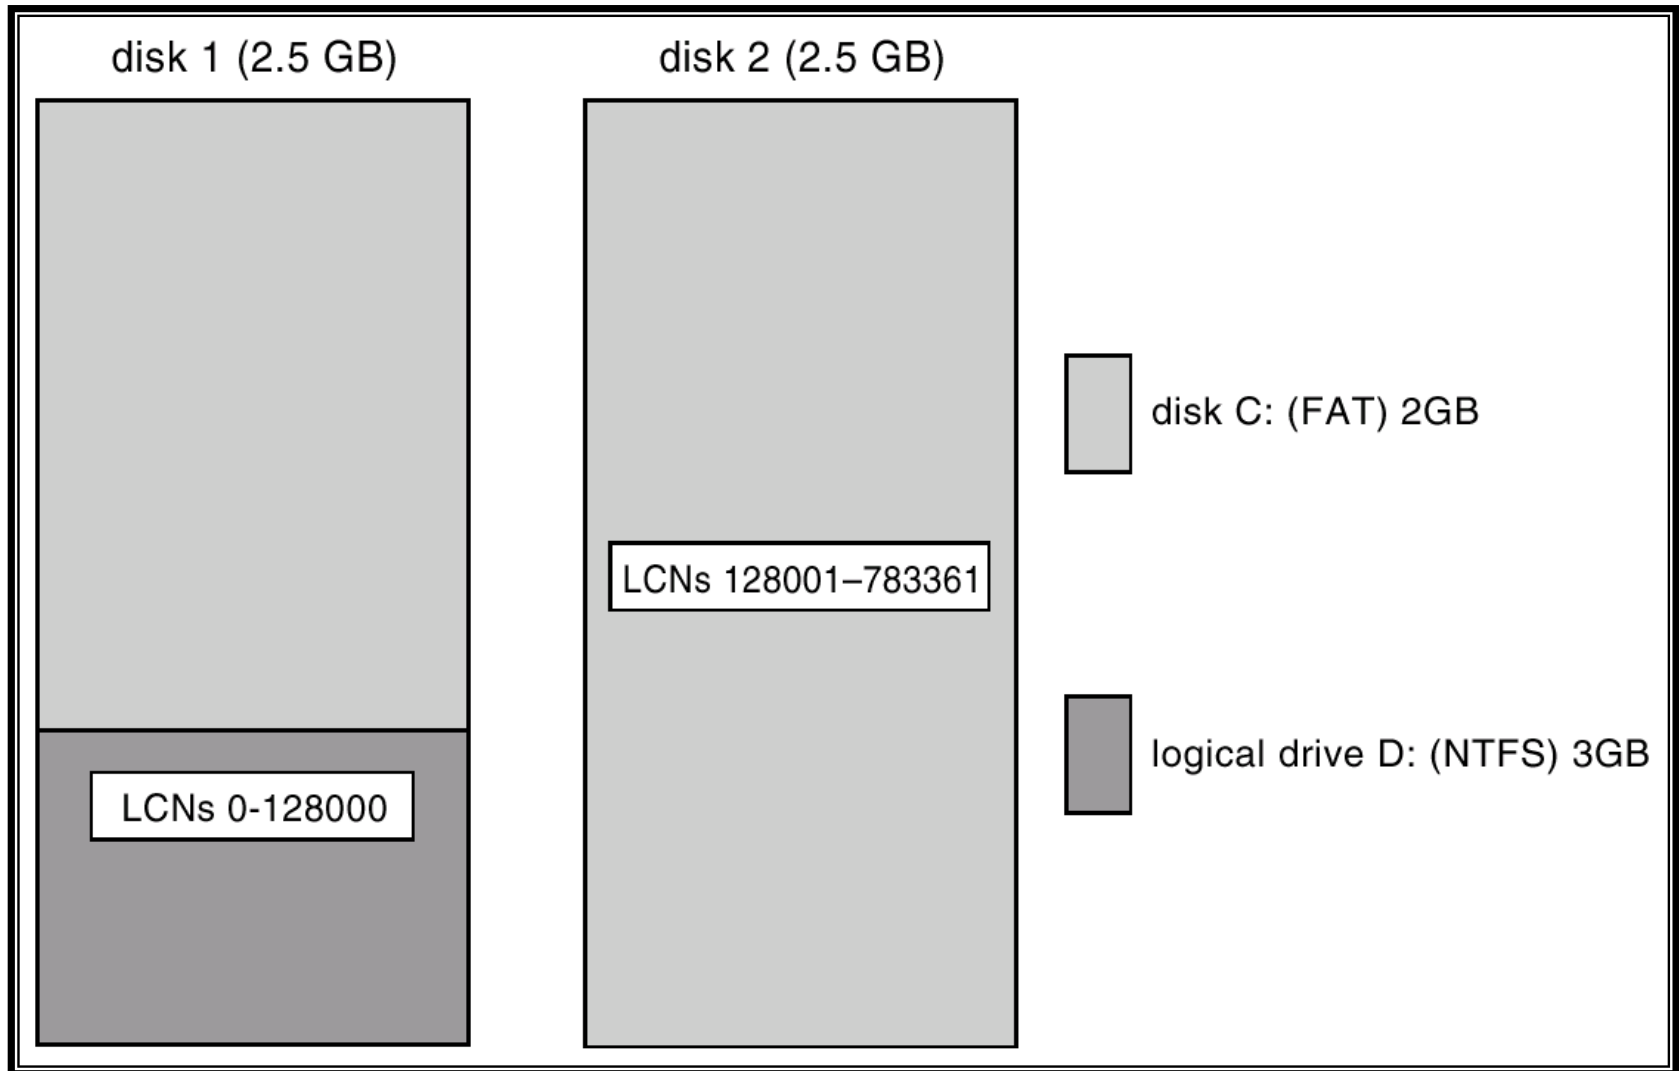 disk 1 (2.5 GB)
disk 2 (2.5 GB)
disk C: (FAT) 2GB
LCNs 128001–783361
logical drive D: (NTFS) 3GB
LCNs 0-128000